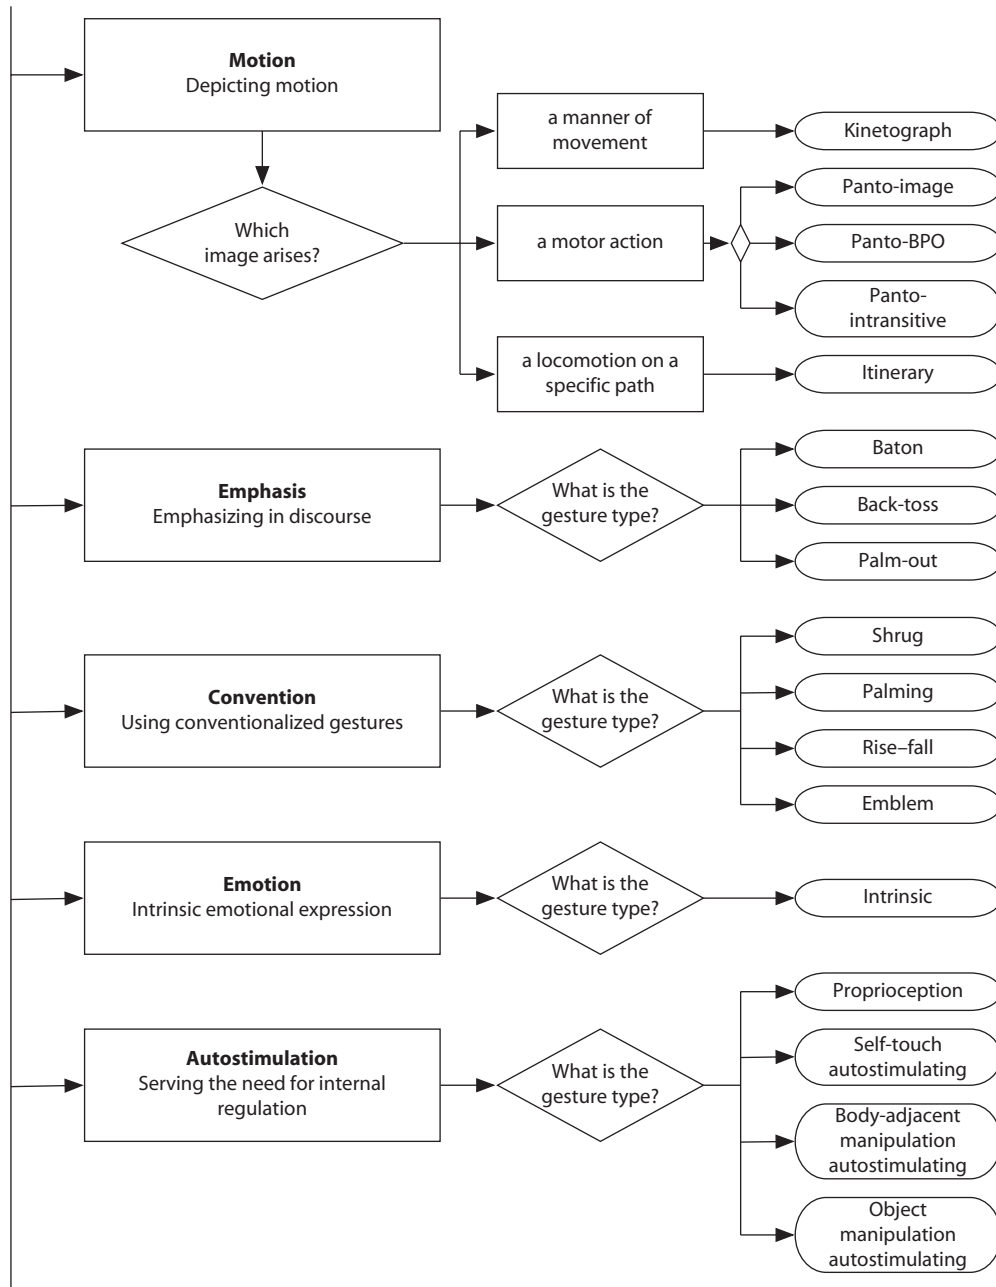 Motion
Depicting motion
Which
image arises?
a manner of
movement
Kinetograph
a motor action
Panto-image
Panto-BPO
Panto-
intransitive
a locomotion on a
specific path
Itinerary
Emphasis
Emphasizing in discourse
What is the
gesture type?
Baton
Back-toss
Palm-out
Convention
Using conventionalized gestures
What is the
gesture type?
Shrug
Palming
Rise–fall
Emblem
Emotion
Intrinsic emotional expression
What is the
gesture type?
Intrinsic
Autostimulation
Serving the need for internal
regulation
What is the
gesture type?
Proprioception
Self-touch
autostimulating
Body-adjacent
manipulation
autostimulating
Object
manipulation
autostimulating